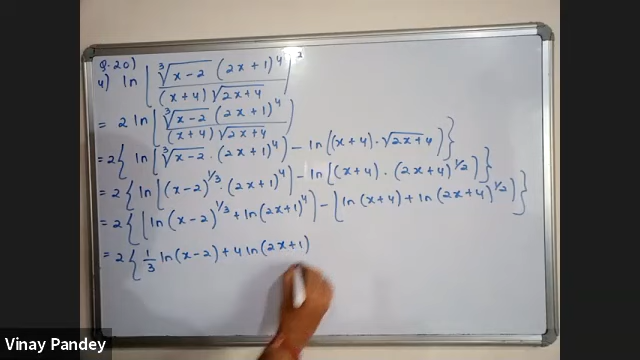 Q.20)
4) ln [ ∛(x-2) (2x+1)^4 / (x+4) √(2x+4) ]^2
= 2 ln [ ∛(x-2) (2x+1)^4 / (x+4) √(2x+4) ]
= 2 { ln [ ∛(x-2) · (2x+1)^4 ] - ln [ (x+4) · √(2x+4) ] }
= 2 { ln [ (x-2)^(1/3) · (2x+1)^4 ] - ln [ (x+4) · (2x+4)^(1/2) ] }
= 2 { [ ln (x-2)^(1/3) + ln (2x+1)^4 ] - [ ln (x+4) + ln (2x+4)^(1/2) ] }
= 2 { 1/3 ln (x-2) + 4 ln (2x+1)
Vinay Pandey